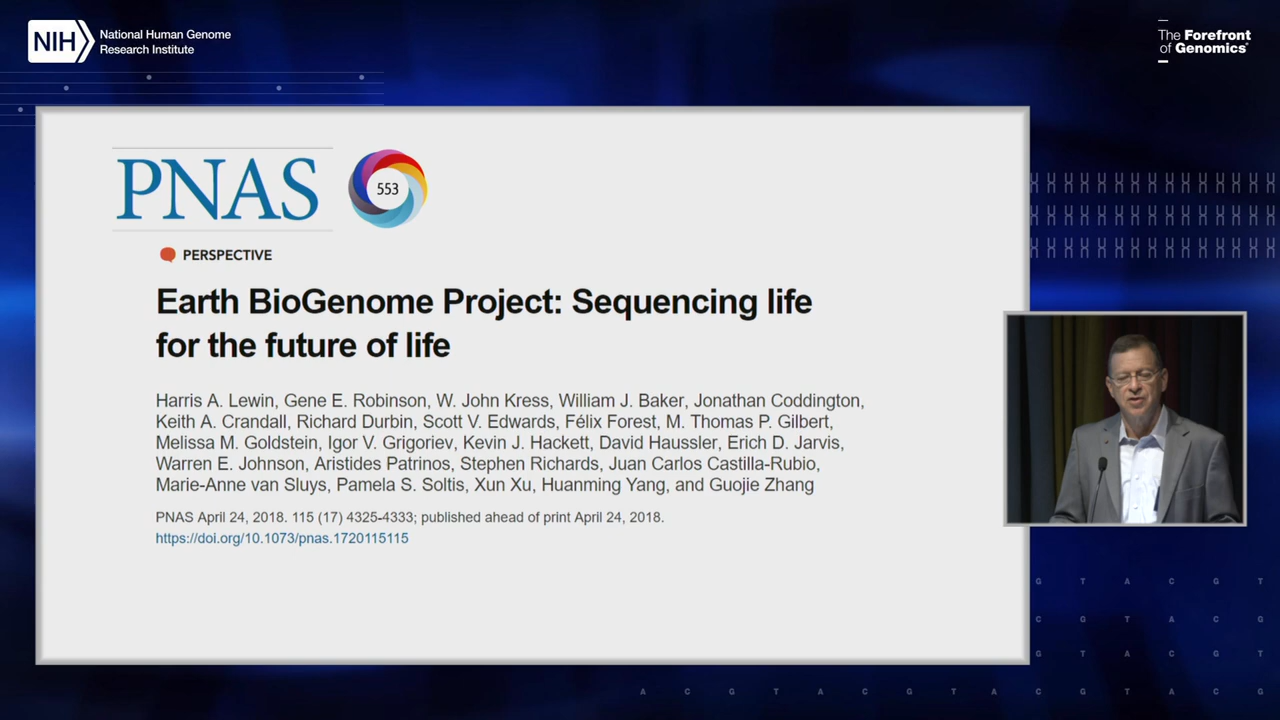 NIH National Human Genome
Research Institute
The Forefront
of Genomics®
PNAS
553
PERSPECTIVE
Earth BioGenome Project: Sequencing life
for the future of life
Harris A. Lewin, Gene E. Robinson, W. John Kress, William J. Baker, Jonathan Coddington,
Keith A. Crandall, Richard Durbin, Scott V. Edwards, Félix Forest, M. Thomas P. Gilbert,
Melissa M. Goldstein, Igor V. Grigoriev, Kevin J. Hackett, David Haussler, Erich D. Jarvis,
Warren E. Johnson, Aristides Patrinos, Stephen Richards, Juan Carlos Castilla-Rubio,
Marie-Anne van Sluys, Pamela S. Soltis, Xun Xu, Huanming Yang, and Guojie Zhang
PNAS April 24, 2018. 115 (17) 4325-4333; published ahead of print April 24, 2018.
https://doi.org/10.1073/pnas.1720115115
G T A C G T
C G T A C G
G T A C G T
A C G T A C G T A C G T A C G